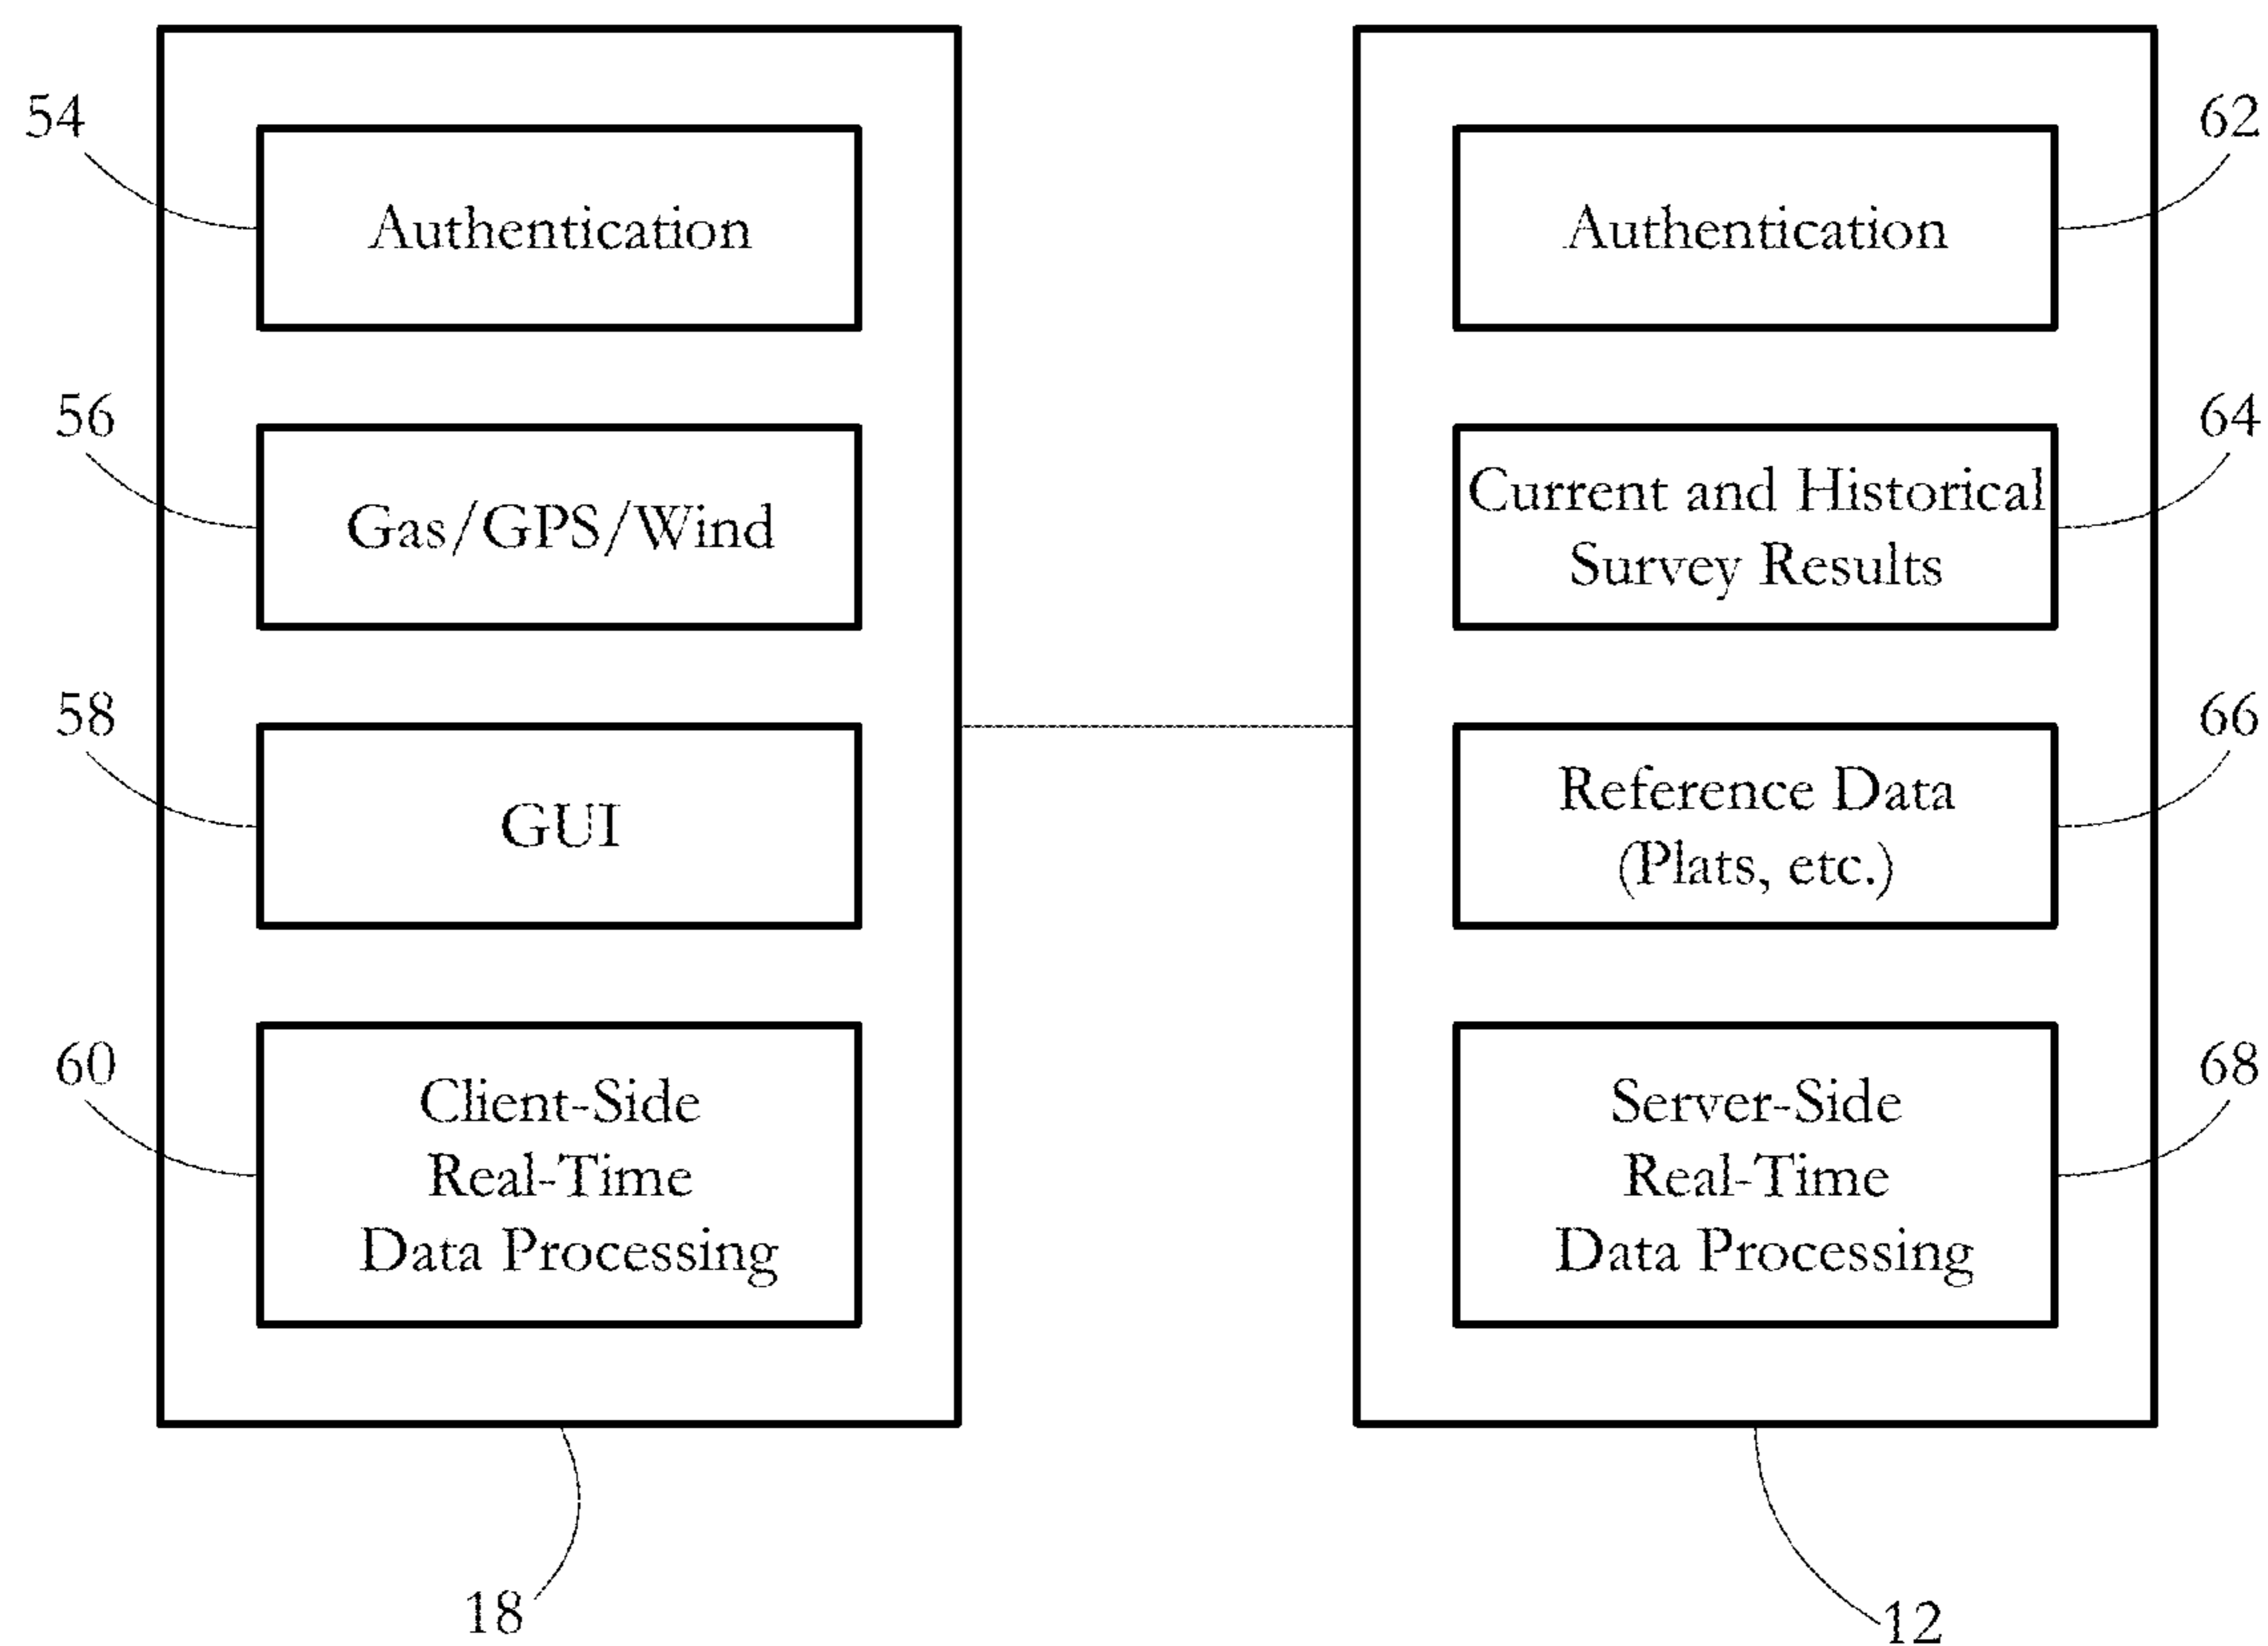 54
Authentication
56
Gas/GPS/Wind
58
GUI
60
Client-Side
Real-Time
Data Processing
18
62
Authentication
64
Current and Historical
Survey Results
66
Reference Data
(Plats, etc.)
68
Server-Side
Real-Time
Data Processing
12